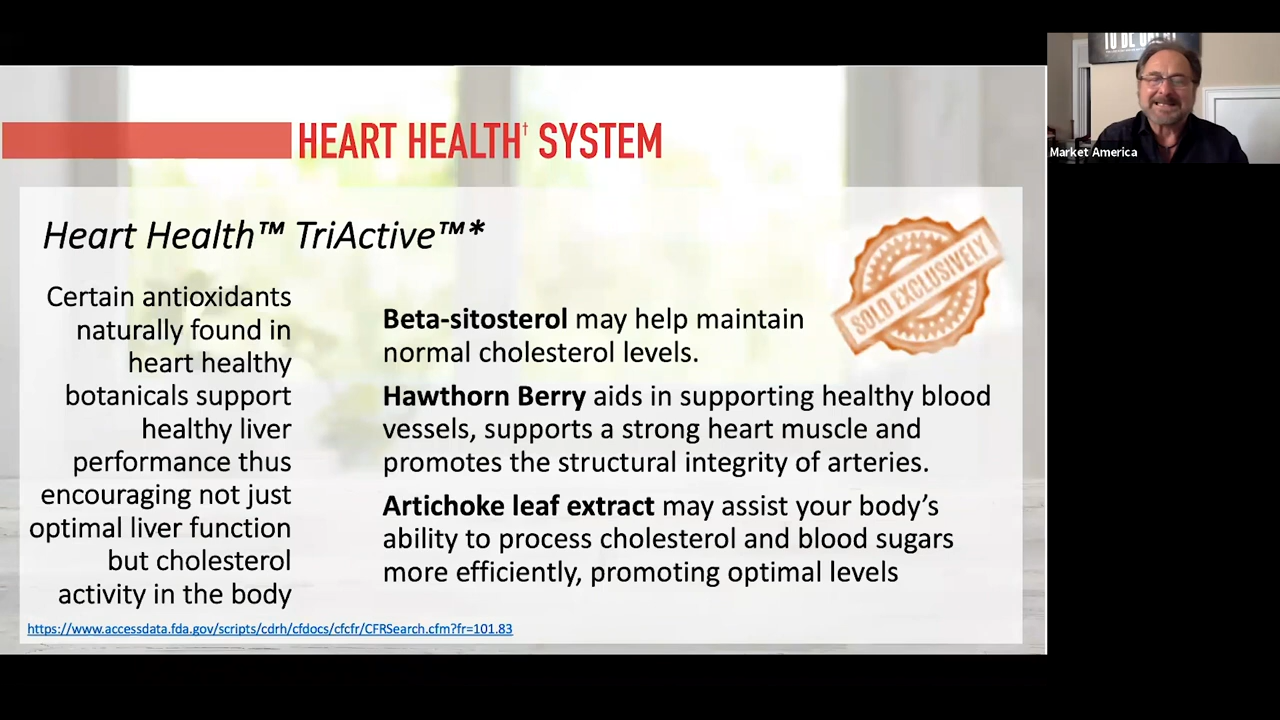 TO BE GREAT
Market America
HEART HEALTH† SYSTEM
Heart Health™ TriActive™*
SOLD EXCLUSIVELY
Certain antioxidants
naturally found in
heart healthy
botanicals support
healthy liver
performance thus
encouraging not just
optimal liver function
but cholesterol
activity in the body
Beta-sitosterol may help maintain
normal cholesterol levels.
Hawthorn Berry aids in supporting healthy blood
vessels, supports a strong heart muscle and
promotes the structural integrity of arteries.
Artichoke leaf extract may assist your body’s
ability to process cholesterol and blood sugars
more efficiently, promoting optimal levels
https://www.accessdata.fda.gov/scripts/cdrh/cfdocs/cfcfr/CFRSearch.cfm?fr=101.83